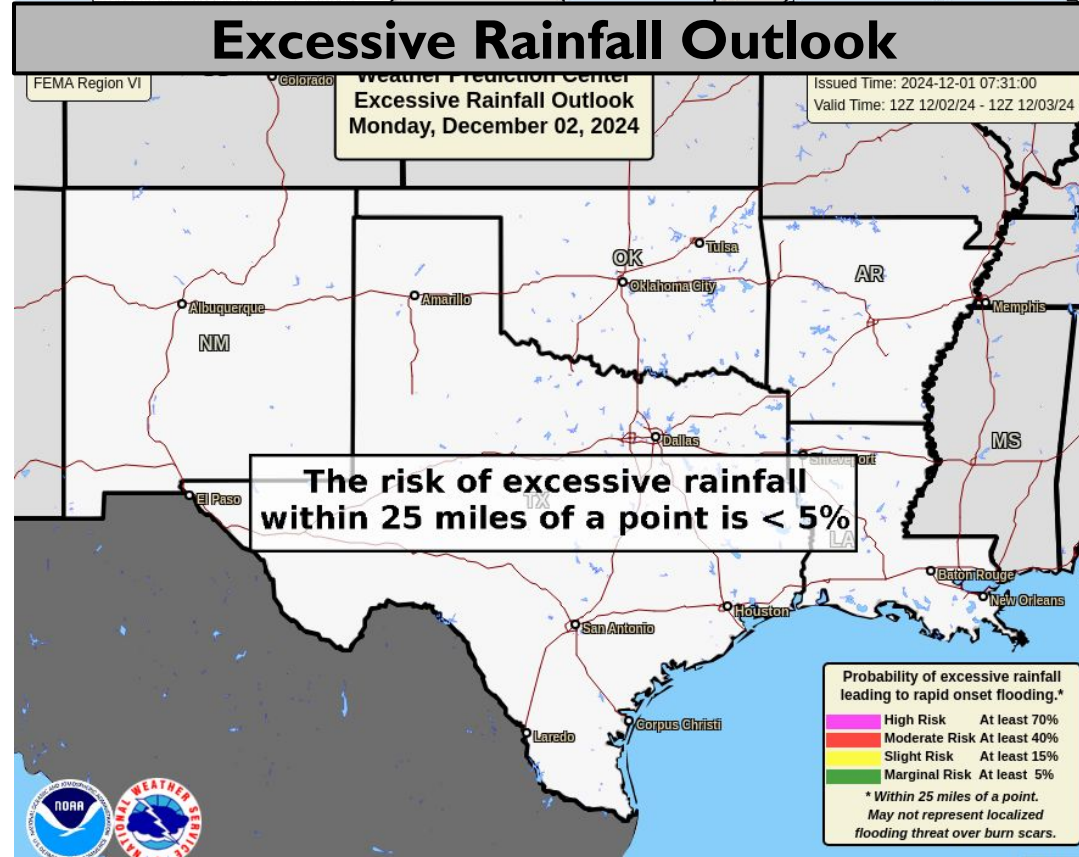 Excessive Rainfall Outlook
FEMA Region VI
Weather Prediction Center
Excessive Rainfall Outlook
Monday, December 02, 2024
Issued Time: 2024-12-01 07:31:00
Valid Time: 12Z 12/02/24 - 12Z 12/03/24
Colorado
Tulsa
OK
Oklahoma City
AR
Albuquerque
Amarillo
Memphis
NM
Dallas
MS
Shreveport
The risk of excessive rainfall
within 25 miles of a point is < 5%
El Paso
TX
LA
Baton Rouge
New Orleans
Houston
San Antonio
Corpus Christi
Laredo
Probability of excessive rainfall
leading to rapid onset flooding.*
High Risk At least 70%
Moderate Risk At least 40%
Slight Risk At least 15%
Marginal Risk At least 5%
* Within 25 miles of a point.
May not represent localized
flooding threat over burn scars.
NOAA
NATIONAL WEATHER SERVICE